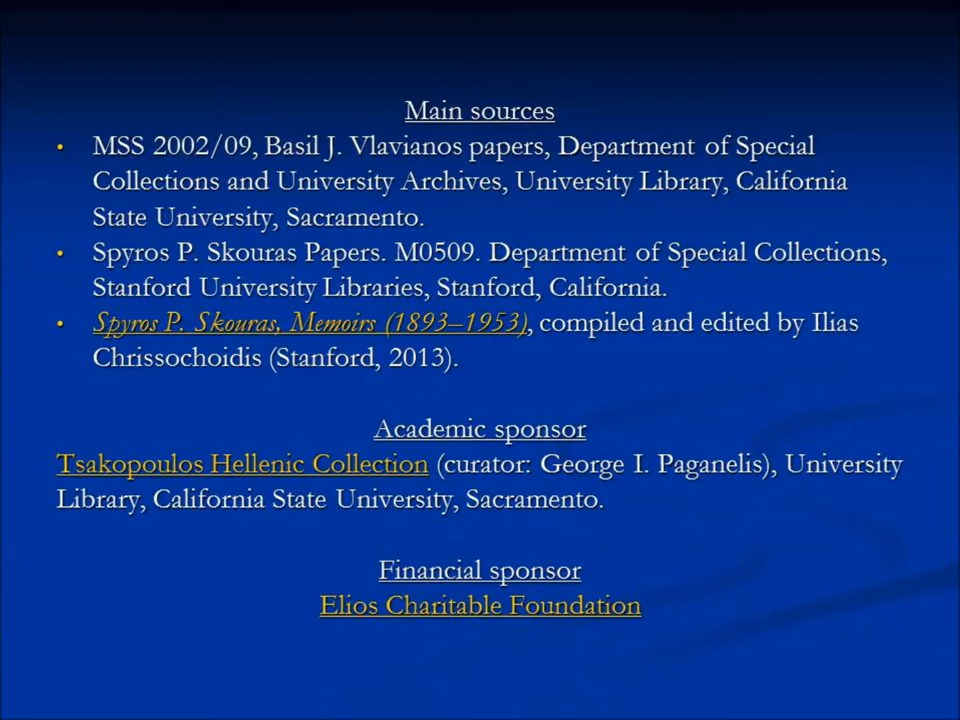 Main sources
• MSS 2002/09, Basil J. Vlavianos papers, Department of Special
Collections and University Archives, University Library, California
State University, Sacramento.
• Spyros P. Skouras Papers. M0509. Department of Special Collections,
Stanford University Libraries, Stanford, California.
• Spyros P. Skouras, Memoirs (1893–1953), compiled and edited by Ilias
Chrissochoidis (Stanford, 2013).
Academic sponsor
Tsakopoulos Hellenic Collection (curator: George I. Paganelis), University
Library, California State University, Sacramento.
Financial sponsor
Elios Charitable Foundation